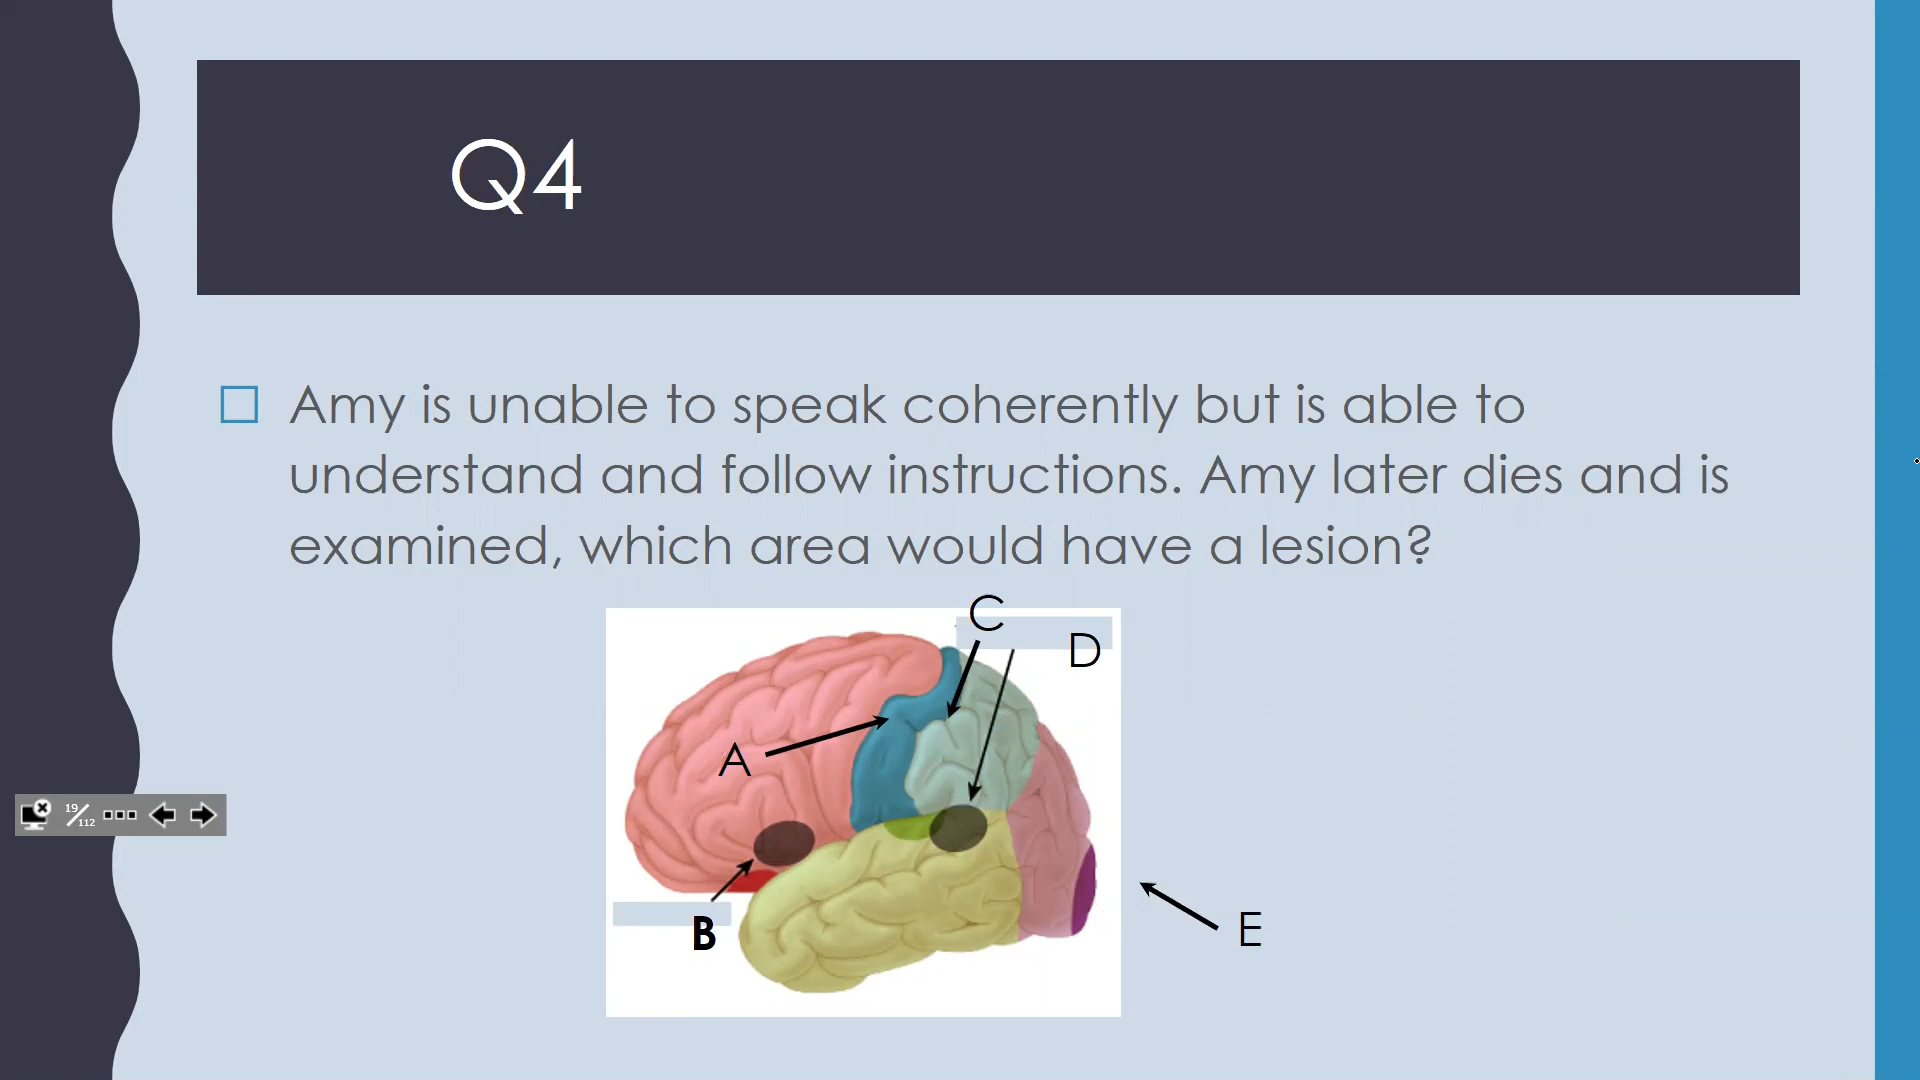 Q4
Amy is unable to speak coherently but is able to
understand and follow instructions. Amy later dies and is
examined, which area would have a lesion?
C
D
A
19/112
B
E